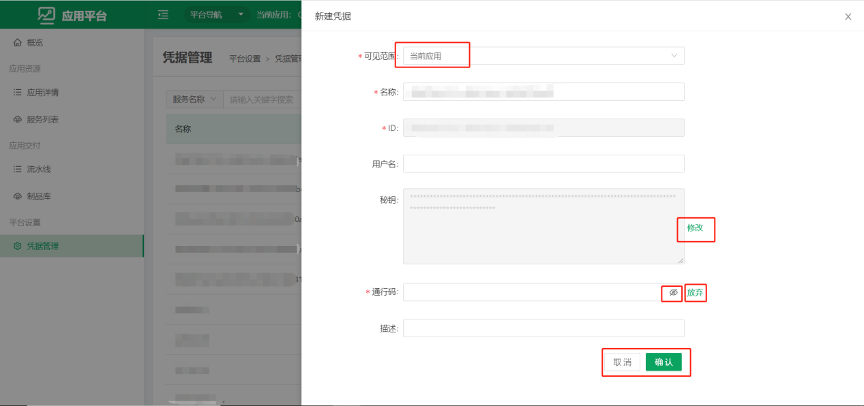 应用平台
平台导航
当前应用:
新建凭据
概览
应用资源
应用详情
服务列表
应用交付
流水线
制品库
平台设置
凭据管理
凭据管理
平台设置 > 凭据管
服务名称
请输入关键字搜索
名称
* 可见范围: 当前应用
* 名称:
* ID:
用户名:
秘钥:
修改
* 通行码:
放弃
描述:
取消
确认